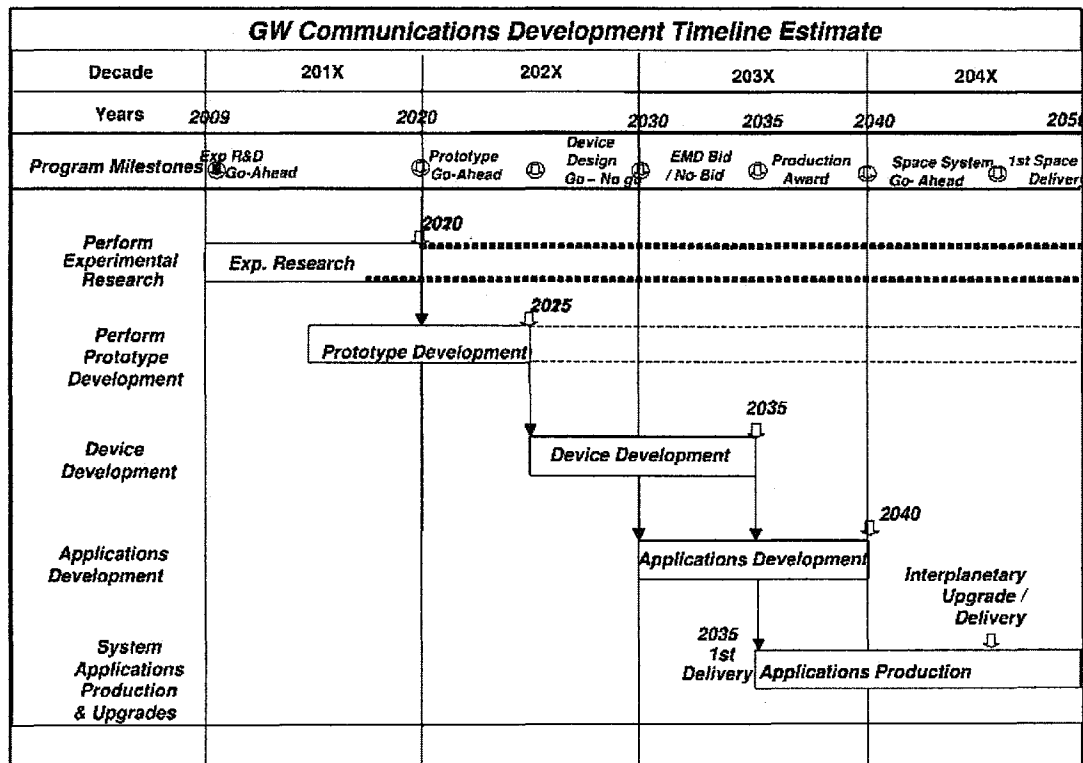 GW Communications Development Timeline Estimate
Decade 201X 202X 203X 204X
Years 2009 2020 2030 2035 2040
Program Milestones
Exp R&D
Go-Ahead
Prototype
Go-Ahead
Device
Design
Go – No go
EMD Bid
/ No Bid
Production
Award
Space System
Go- Ahead
1st Space
Delivery
Perform
Experimental
Research
2020
Exp. Research
Perform
Prototype
Development
2025
Prototype Development
Device
Development
2035
Device Development
Applications
Development
2040
Applications Development
System
Applications
Production
& Upgrades
2035
1st
Delivery
Interplanetary
Upgrade /
Delivery
Applications Production